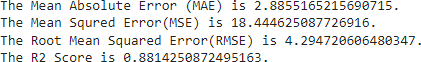 The Mean Absolute Error (MAE) is 2.8855165215690715.
The Mean Squred Error(MSE) is 18.444625087726916.
The Root Mean Squared Error(RMSE) is 4.294720606480347.
The R2 Score is 0.8814250872495163.